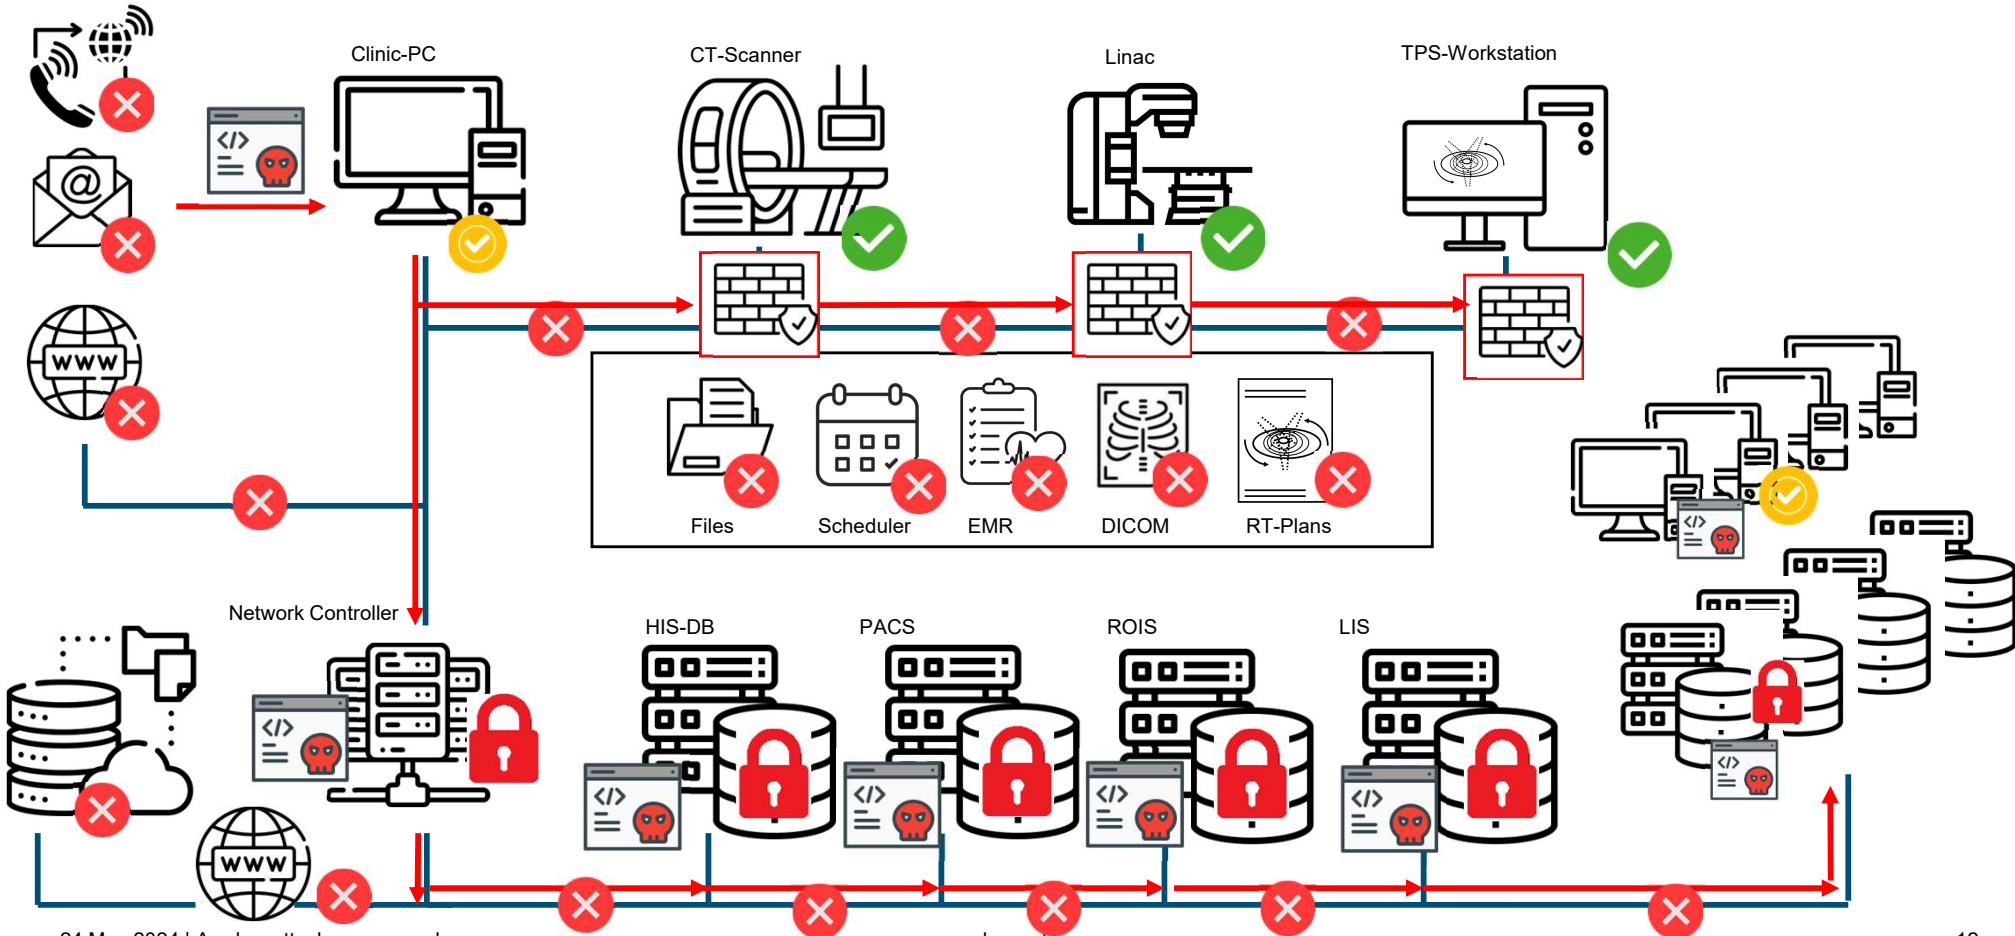 Clinic-PC
CT-Scanner
Linac
TPS-Workstation
@
WWW
Files
Scheduler
EMR
DICOM
RT-Plans
Network Controller
HIS-DB
PACS
ROIS
LIS
</>
</>
</>
</>
</>
</>
</>
</>
WWW